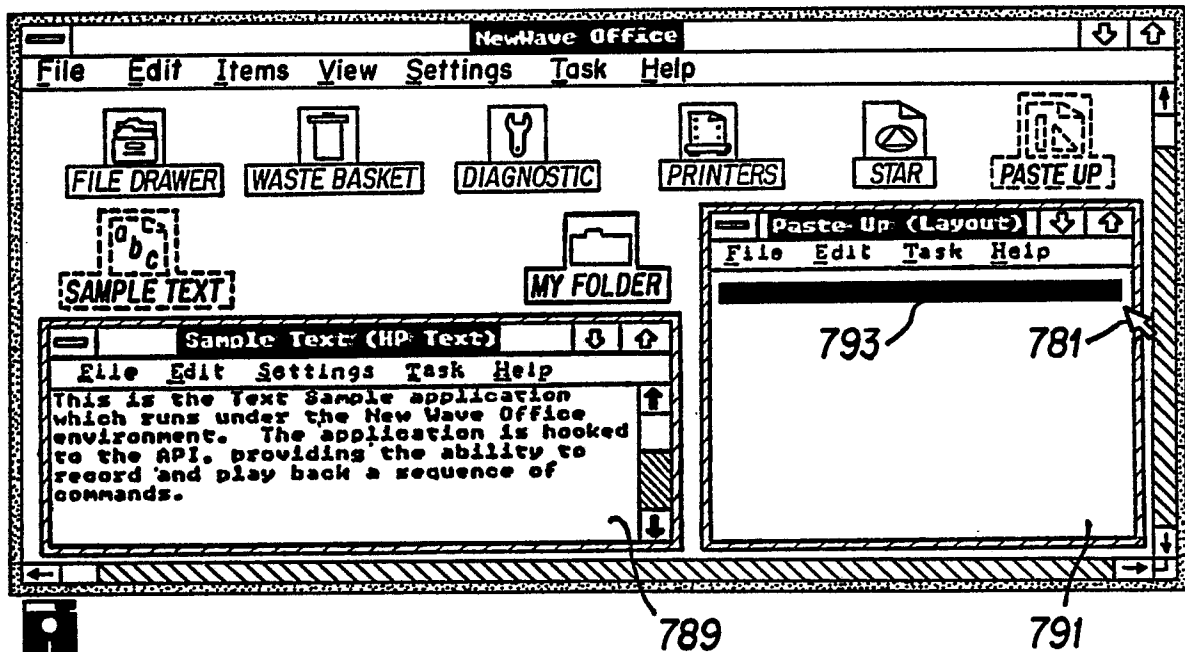 NewWave Office
File Edit Items View Settings Task Help
FILE DRAWER WASTE BASKET DIAGNOSTIC PRINTERS STAR PASTE UP
abc Cs
SAMPLE TEXT MY FOLDER
Paste-Up (Layout)
File Edit Task Help
793 781
Sample Text (HP Text)
File Edit Settings Task Help
This is the Text Sample application
which runs under the New Wave Office
environment. The application is hooked
to the API, providing the ability to
record and play back a sequence of
commands.
789 791